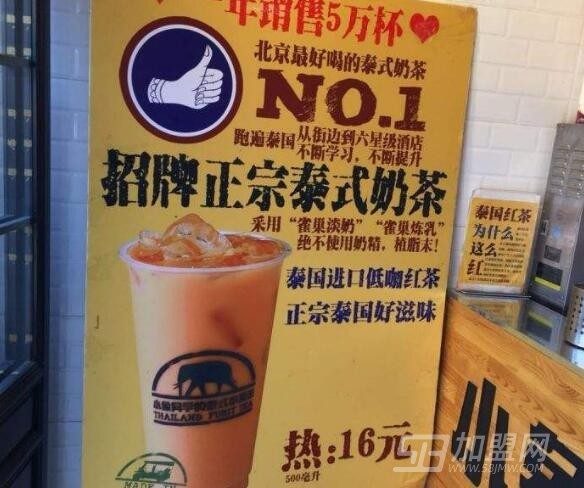 年销售5万杯
北京最好喝的泰式奶茶
NO.1
跑遍泰国 从街边到六星级酒店
不断学习，不断提升
招牌正宗泰式奶茶
采用“雀巢淡奶”“雀巢炼乳”
绝不使用奶精，植脂末！
泰国进口低咖红茶
正宗泰国好滋味
THAILAND
MADE
热：16元
500毫升
泰国红茶
为什么
这么
红
加盟网
www.58jmw.com